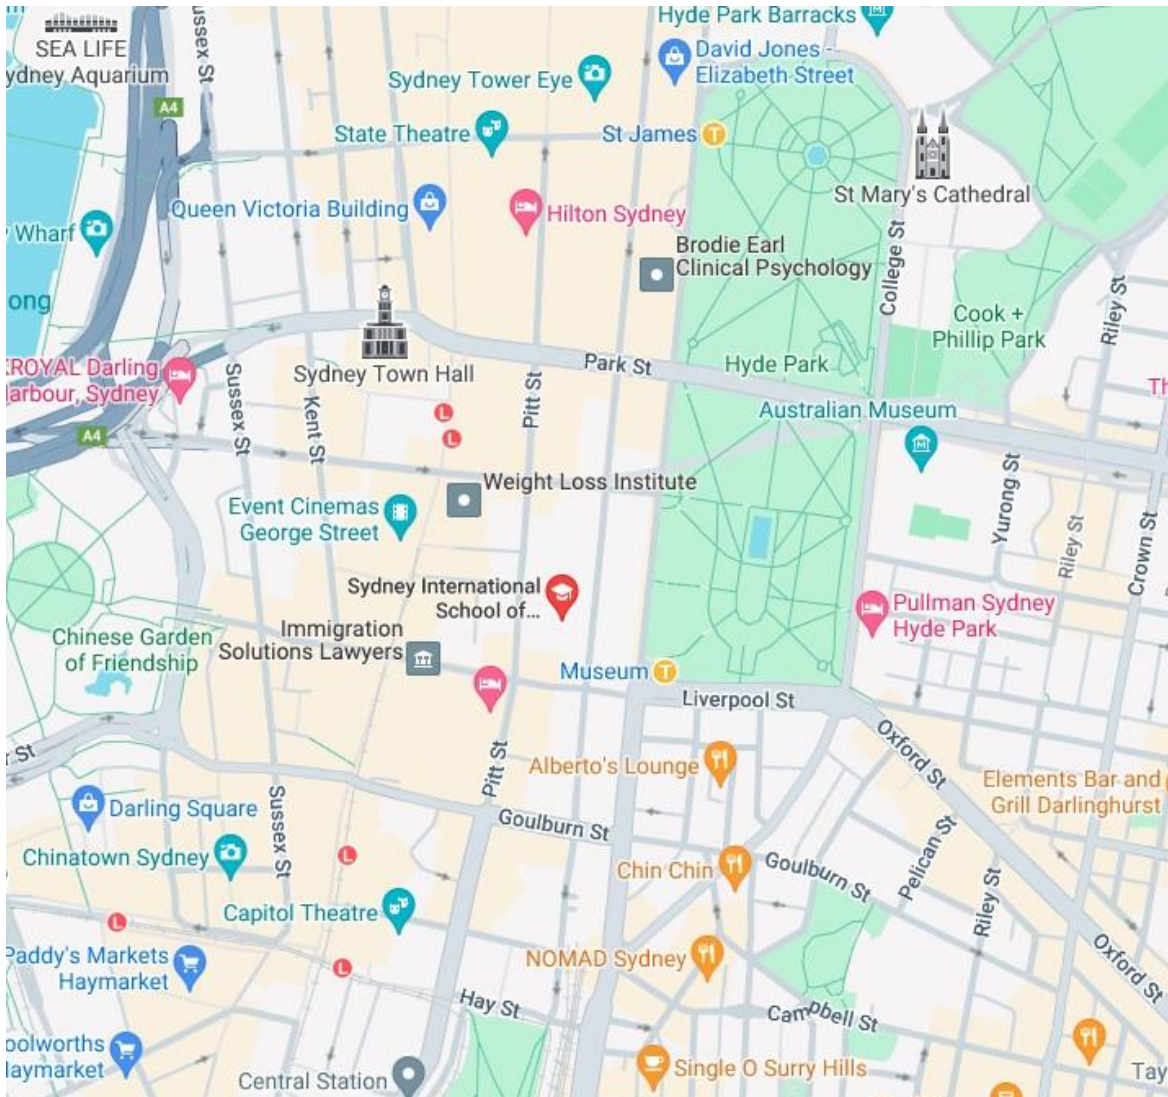 SEA LIFE
ydney Aquarium
A4
ussex St
Hyde Park Barracks
David Jones -
Elizabeth Street
Sydney Tower Eye
State Theatre
St James
T
St Mary's Cathedral
Queen Victoria Building
Hilton Sydney
Wharf
Brodie Earl
Clinical Psychology
College St
Riley St
ong
Cook +
Phillip Park
Park St
Hyde Park
KROYAL Darling
arbour, Sydney
Sydney Town Hall
Sussex St
Kent St
Pitt St
L
L
Australian Museum
M
Th
A4
Weight Loss Institute
Event Cinemas
George Street
Yurong St
Riley St
Crown St
Sydney International
School of...
Pullman Sydney
Hyde Park
Immigration
Solutions Lawyers
Chinese Garden
of Friendship
Museum
T
Liverpool St
Oxford St
r St
Pitt St
Alberto's Lounge
Elements Bar and
Grill Darlinghurst
Darling Square
Sussex St
Goulburn St
Chinatown Sydney
L
Chin Chin
Goulburn St
Pelican St
Riley St
Capitol Theatre
L
Paddy's Markets
Haymarket
L
NOMAD Sydney
Oxford St
Hay St
Campbell St
oolworths
Haymarket
Central Station
Single O Surry Hills
Tay